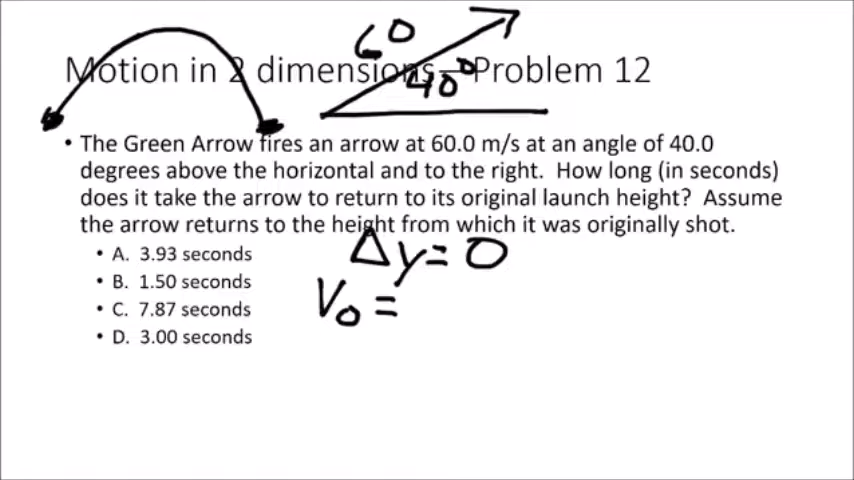 60
Motion in 2 dimensions – Problem 12
40°
• The Green Arrow fires an arrow at 60.0 m/s at an angle of 40.0
degrees above the horizontal and to the right. How long (in seconds)
does it take the arrow to return to its original launch height? Assume
the arrow returns to the height from which it was originally shot.
• A. 3.93 seconds
• B. 1.50 seconds
• C. 7.87 seconds
• D. 3.00 seconds
Δy=0
V₀=